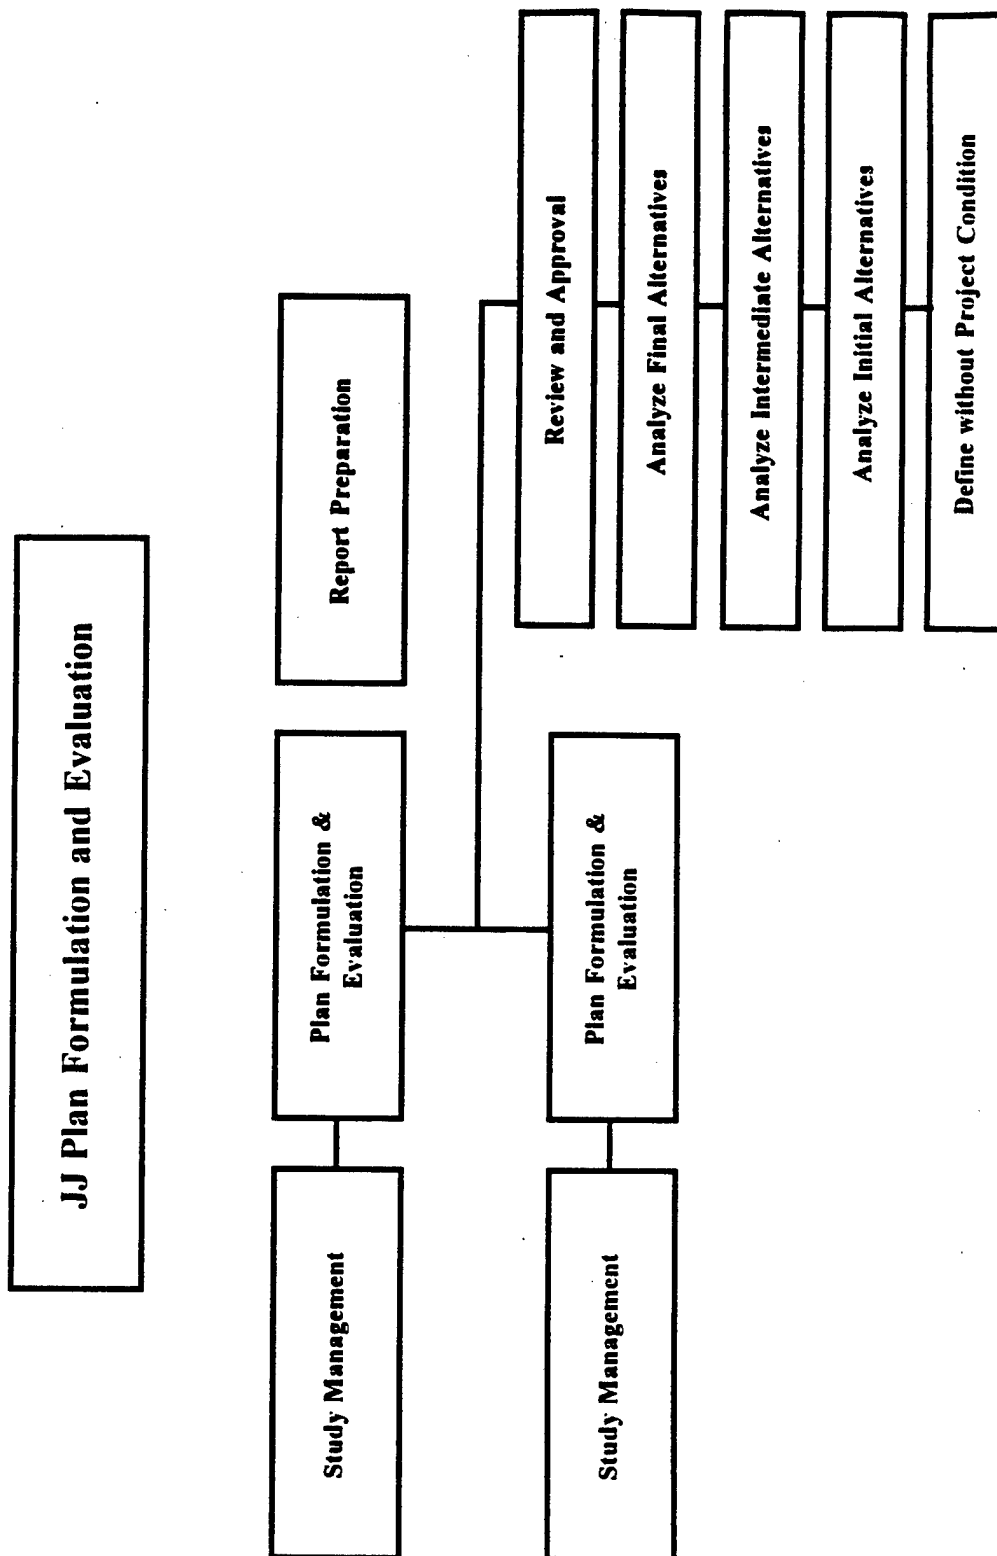 JJ Plan Formulation and Evaluation
Study Management
Plan Formulation &
Evaluation
Report Preparation
Study Management
Plan Formulation &
Evaluation
Review and Approval
Analyze Final Alternatives
Analyze Intermediate Alternatives
Analyze Initial Alternatives
Define without Project Condition